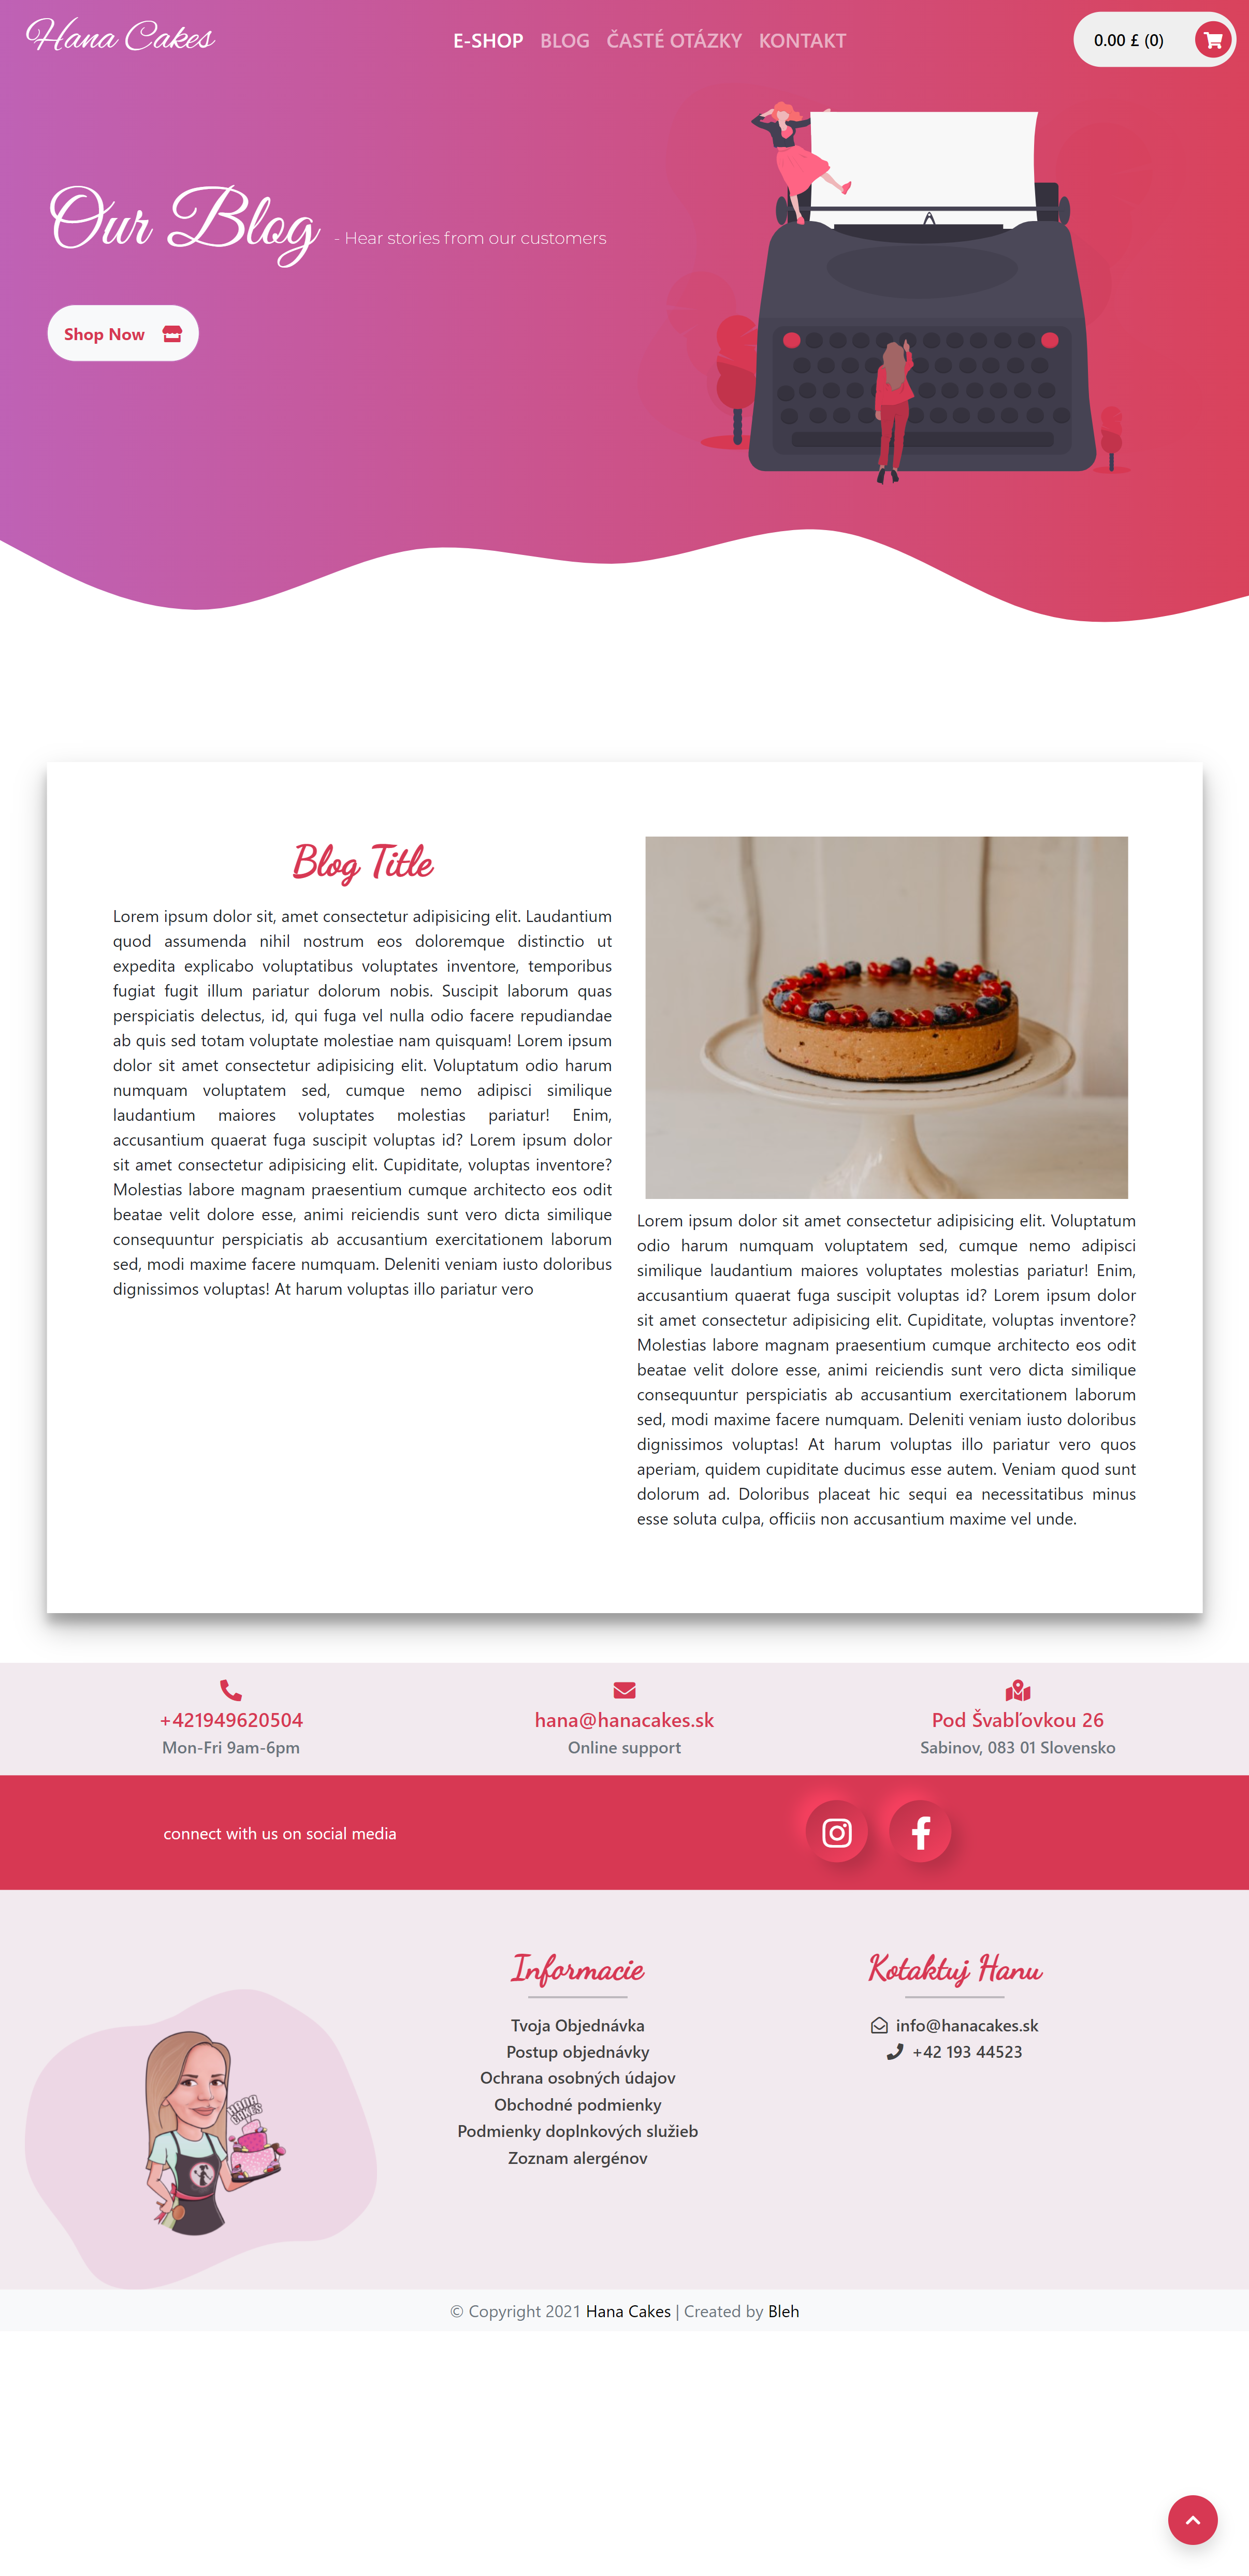 Hana Cakes
E-SHOP BLOG ČASTÉ OTÁZKY KONTAKT
0.00 £ (0)
Our Blog - Hear stories from our customers
Shop Now
Blog Title
Lorem ipsum dolor sit, amet consectetur adipisicing elit. Laudantium
quod assumenda nihil nostrum eos doloremque distinctio ut
expedita explicabo voluptatibus voluptates inventore, temporibus
fugiat fugit illum pariatur dolorum nobis. Suscipit laborum quas
perspiciatis delectus, id, qui fuga vel nulla odio facere repudiandae
ab quis sed totam voluptate molestiae nam quisquam! Lorem ipsum
dolor sit amet consectetur adipisicing elit. Voluptatum odio harum
numquam voluptatem sed, cumque nemo adipisci similique
laudantium maiores voluptates molestias pariatur! Enim,
accusantium quaerat fuga suscipit voluptas id? Lorem ipsum dolor
sit amet consectetur adipisicing elit. Cupiditate, voluptas inventore?
Molestias labore magnam praesentium cumque architecto eos odit
beatae velit dolore esse, animi reiciendis sunt vero dicta similique
consequuntur perspiciatis ab accusantium exercitationem laborum
sed, modi maxime facere numquam. Deleniti veniam iusto doloribus
dignissimos voluptas! At harum voluptas illo pariatur vero
Lorem ipsum dolor sit amet consectetur adipisicing elit. Voluptatum
odio harum numquam voluptatem sed, cumque nemo adipisci
similique laudantium maiores voluptates molestias pariatur! Enim,
accusantium quaerat fuga suscipit voluptas id? Lorem ipsum dolor
sit amet consectetur adipisicing elit. Cupiditate, voluptas inventore?
Molestias labore magnam praesentium cumque architecto eos odit
beatae velit dolore esse, animi reiciendis sunt vero dicta similique
consequuntur perspiciatis ab accusantium exercitationem laborum
sed, modi maxime facere numquam. Deleniti veniam iusto doloribus
dignissimos voluptas! At harum voluptas illo pariatur vero quos
aperiam, quidem cupiditate ducimus esse autem. Veniam quod sunt
dolorum ad. Doloribus placeat hic sequi ea necessitatibus minus
esse soluta culpa, officiis non accusantium maxime vel unde.
+421949620504
Mon-Fri 9am-6pm
hana@hanacakes.sk
Online support
Pod Švabľovkou 26
Sabinov, 083 01 Slovensko
connect with us on social media
HANA
CAKES
Informacie
Tvoja Objednávka
Postup objednávky
Ochrana osobných údajov
Obchodné podmienky
Podmienky doplnkových služieb
Zoznam alergénov
Kotaktuj Hanu
info@hanacakes.sk
+42 193 44523
© Copyright 2021 Hana Cakes | Created by Bleh